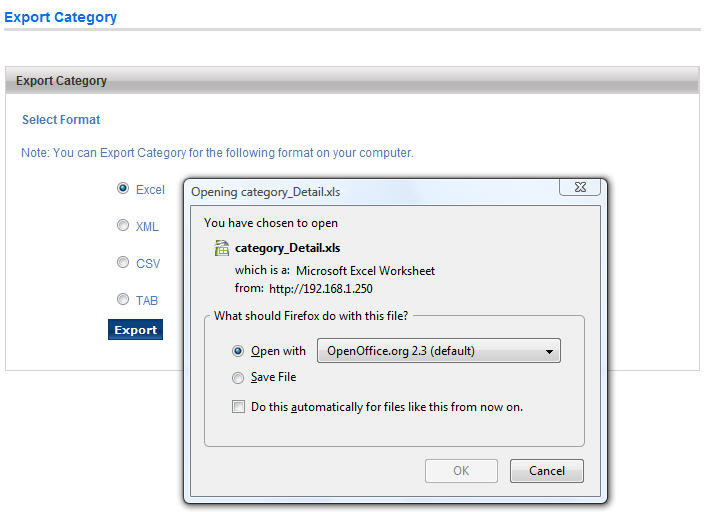 Export Category
Export Category
Select Format
Note: You can Export Category for the following format on your computer.
Excel
XML
CSV
TAB
Export
Opening category_Detail.xls
You have chosen to open
category_Detail.xls
which is a: Microsoft Excel Worksheet
from: http://192.168.1.250
What should Firefox do with this file?
Open with OpenOffice.org 2.3 (default)
Save File
Do this automatically for files like this from now on.
OK Cancel